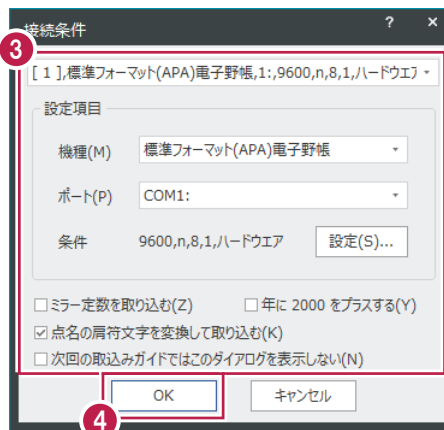 接続条件 ? ×
3
[ 1 ],標準フォーマット(APA)電子野帳,1:,9600,n,8,1,ハードウエア
設定項目
機種(M) 標準フォーマット(APA)電子野帳
ポート(P) COM1:
条件 9600,n,8,1,ハードウエア 設定(S)...
ミラー定数を取り込む(Z) 年に 2000 をプラスする(Y)
点名の肩符文字を変換して取り込む(K)
次回の取込みガイドではこのダイアログを表示しない(N)
OK キャンセル
4